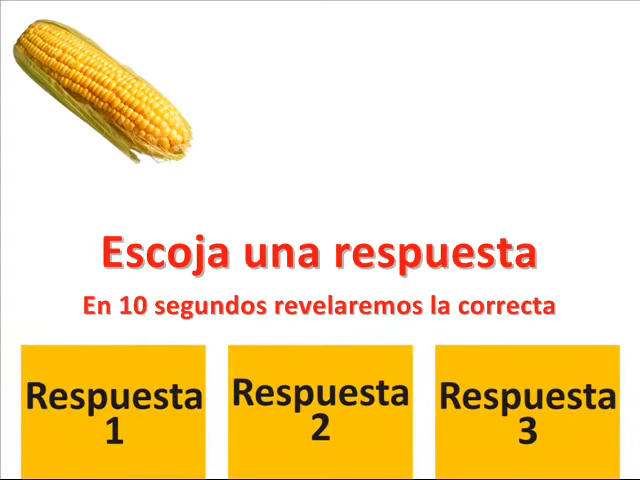 Escoja una respuesta
En 10 segundos revelaremos la correcta
Respuesta
1
Respuesta
2
Respuesta
3